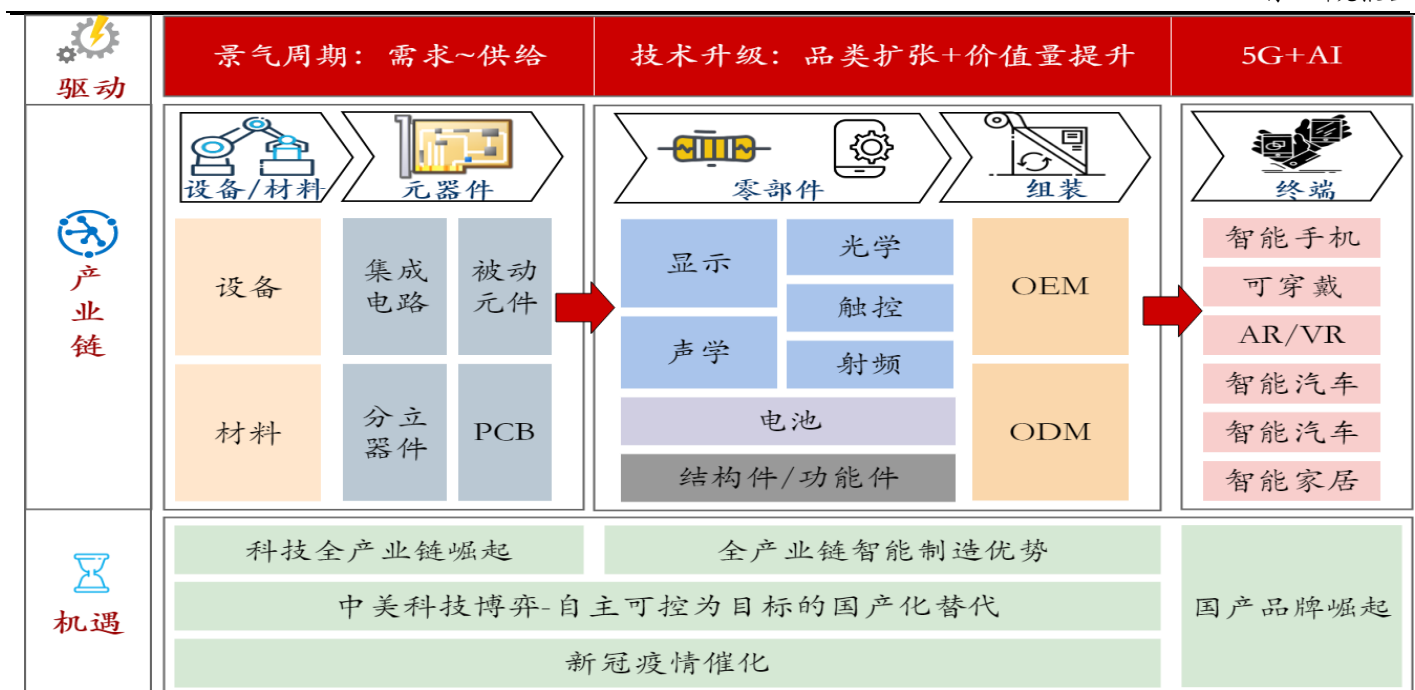 驱动
景气周期：需求~供给
技术升级：品类扩张+价值量提升
5G+AI
产
业
链
设备/材料
元器件
零部件
组装
终端
设备
材料
集成
电路
被动
元件
分立
器件
PCB
显示
光学
触控
声学
射频
电池
结构件/功能件
OEM
ODM
智能手机
可穿戴
AR/VR
智能汽车
智能汽车
智能家居
机遇
科技全产业链崛起
全产业链智能制造优势
中美科技博弈-自主可控为目标的国产化替代
新冠疫情催化
国产品牌崛起